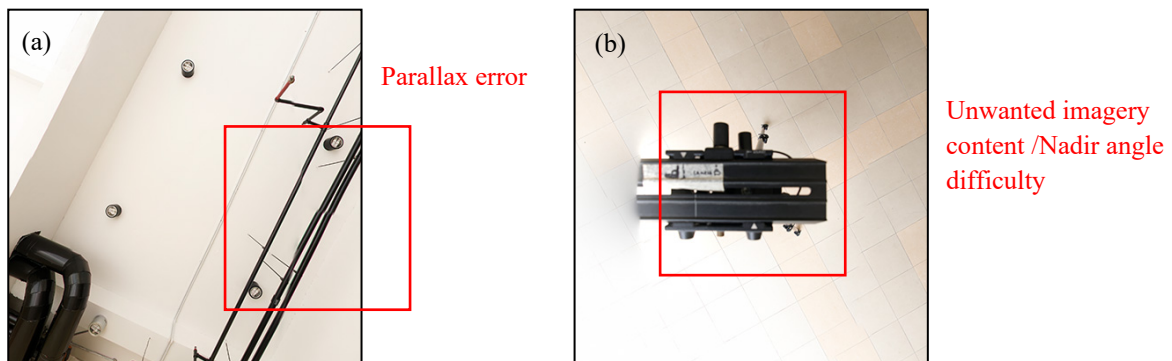 (a)
Parallax error
(b)
Unwanted imagery
content /Nadir angle
difficulty